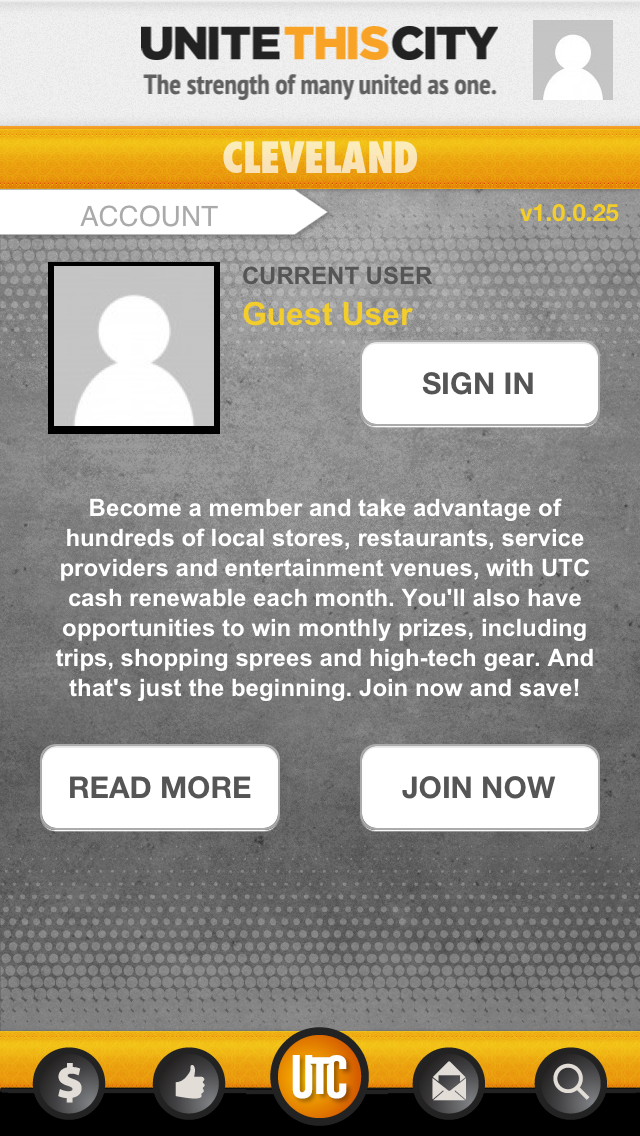 UNITETHISCITY
The strength of many united as one.
CLEVELAND
ACCOUNT
v1.0.0.25
CURRENT USER
Guest User
SIGN IN
Become a member and take advantage of
hundreds of local stores, restaurants, service
providers and entertainment venues, with UTC
cash renewable each month. You'll also have
opportunities to win monthly prizes, including
trips, shopping sprees and high-tech gear. And
that's just the beginning. Join now and save!
READ MORE
JOIN NOW
$
UTC